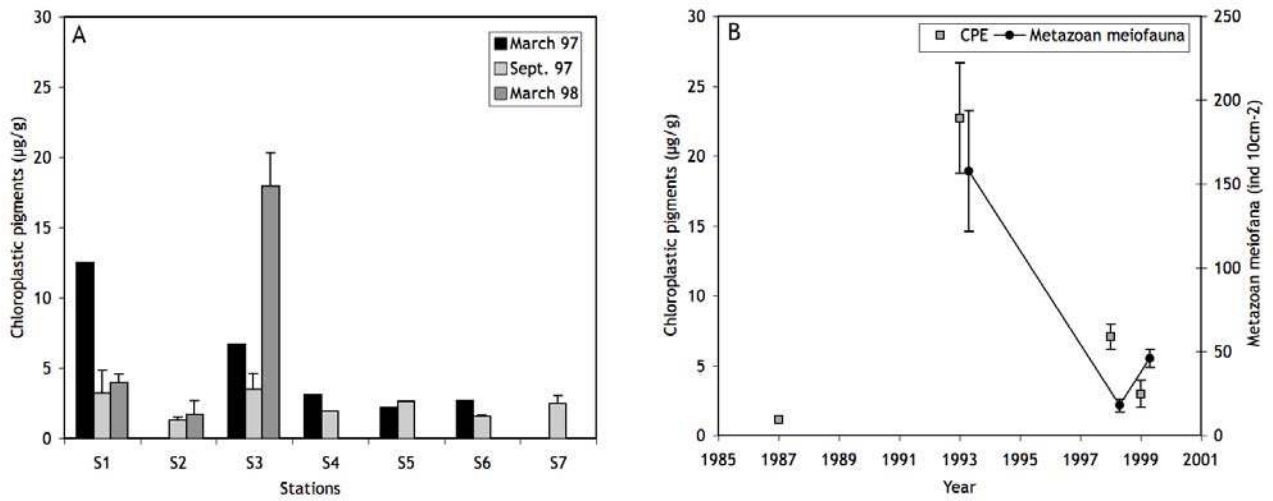 A
March 97
Sept. 97
March 98
Chloroplastic pigments (µg/g)
30
25
20
15
10
5
0
S1 S2 S3 S4 S5 S6 S7
Stations
B
CPE Metazoan meiofauna
Chloroplastic pigments (µg/g)
30
25
20
15
10
5
0
1985 1987 1989 1991 1993 1995 1997 1999 2001
Year
250
200
150
100
50
0
Metazoan meiofana (ind 10cm-2)